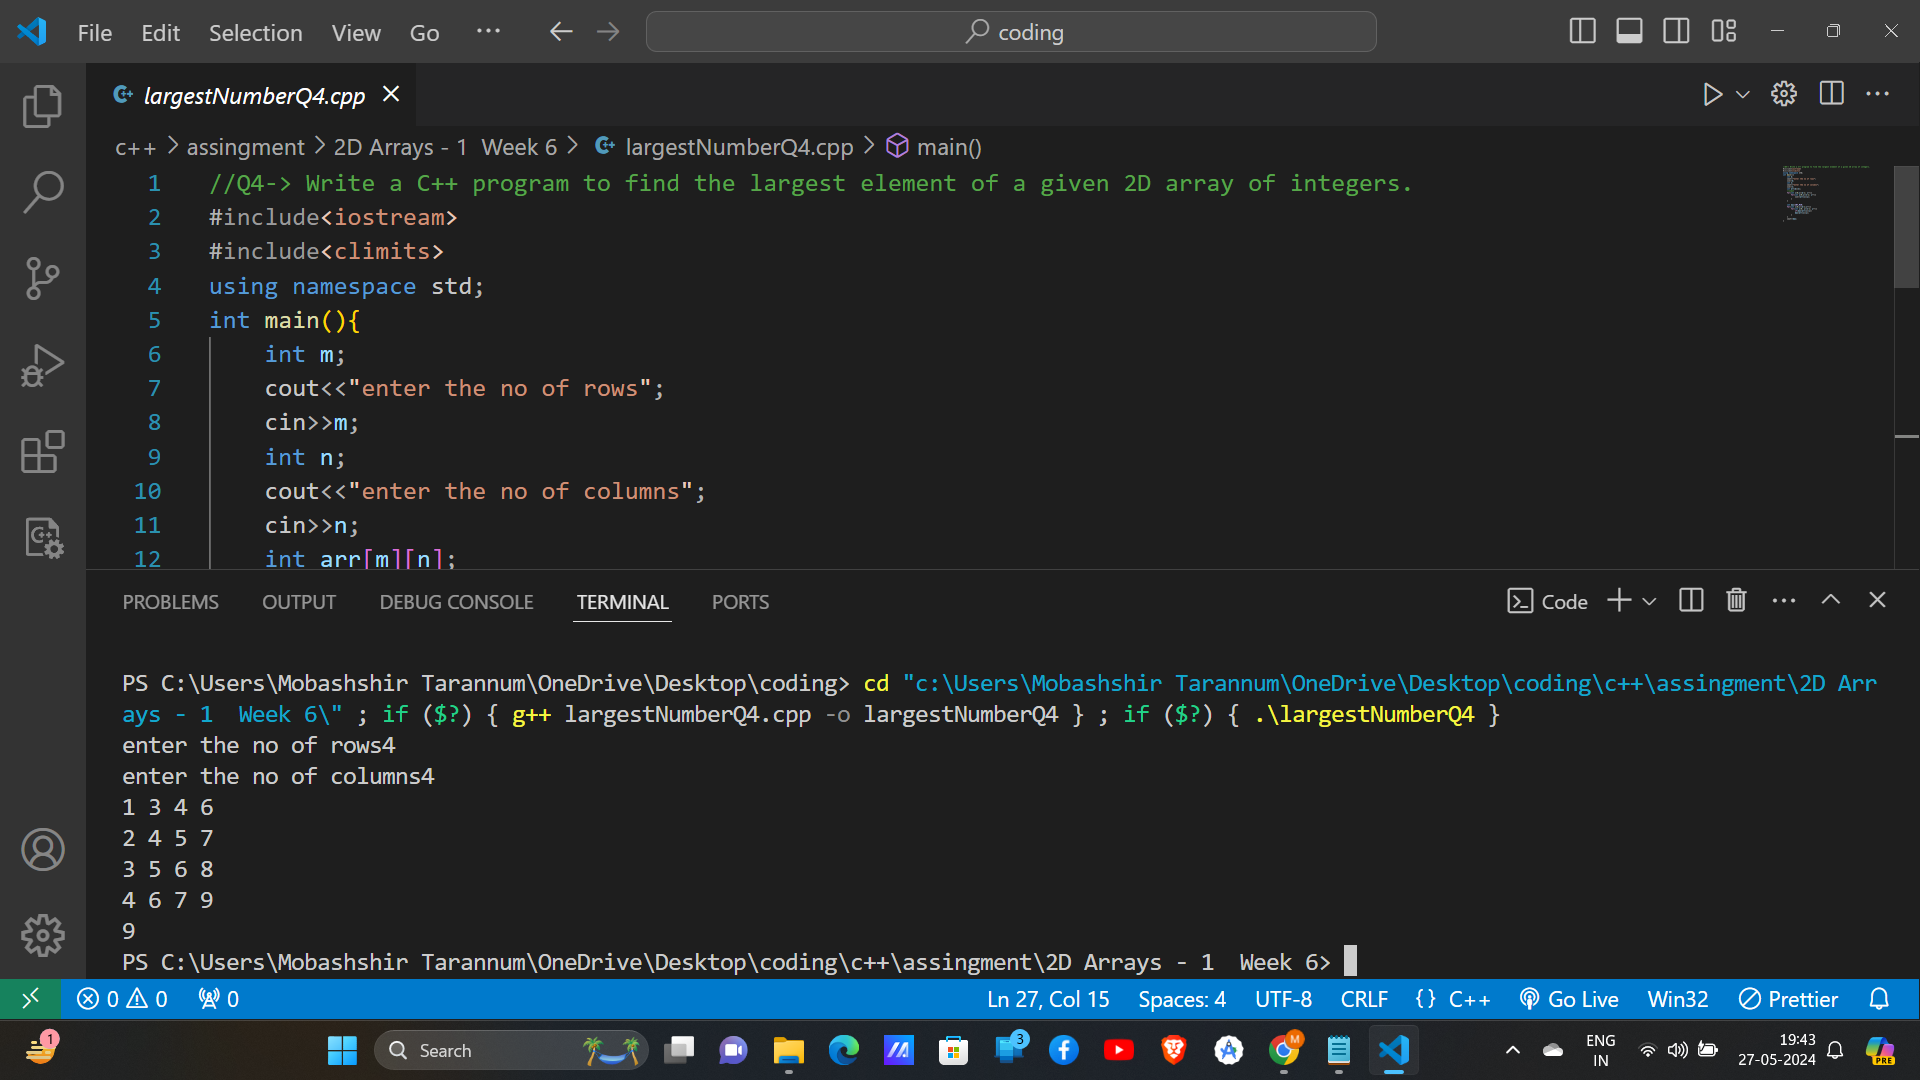 File Edit Selection View Go ··· coding
largestNumberQ4.cpp
c++ > assingment > 2D Arrays - 1 Week 6 > largestNumberQ4.cpp > main()
1 //Q4-> Write a C++ program to find the largest element of a given 2D array of integers.
2 #include<iostream>
3 #include<climits>
4 using namespace std;
5 int main(){
6 int m;
7 cout<<"enter the no of rows";
8 cin>>m;
9 int n;
10 cout<<"enter the no of columns";
11 cin>>n;
12 int arr[m][n];
PROBLEMS OUTPUT DEBUG CONSOLE TERMINAL PORTS Code
PS C:\Users\Mobashshir Tarannum\OneDrive\Desktop\coding> cd "c:\Users\Mobashshir Tarannum\OneDrive\Desktop\coding\c++\assingment\2D Arr
ays - 1  Week 6\" ; if ($?) { g++ largestNumberQ4.cpp -o largestNumberQ4 } ; if ($?) { .\largestNumberQ4 }
enter the no of rows4
enter the no of columns4
1 3 4 6
2 4 5 7
3 5 6 8
4 6 7 9
9
PS C:\Users\Mobashshir Tarannum\OneDrive\Desktop\coding\c++\assingment\2D Arrays - 1  Week 6>
0 0 0 Ln 27, Col 15 Spaces: 4 UTF-8 CRLF {} C++ Go Live Win32 Prettier
1 Search 3 M ENG 19:43
IN 27-05-2024 PRE